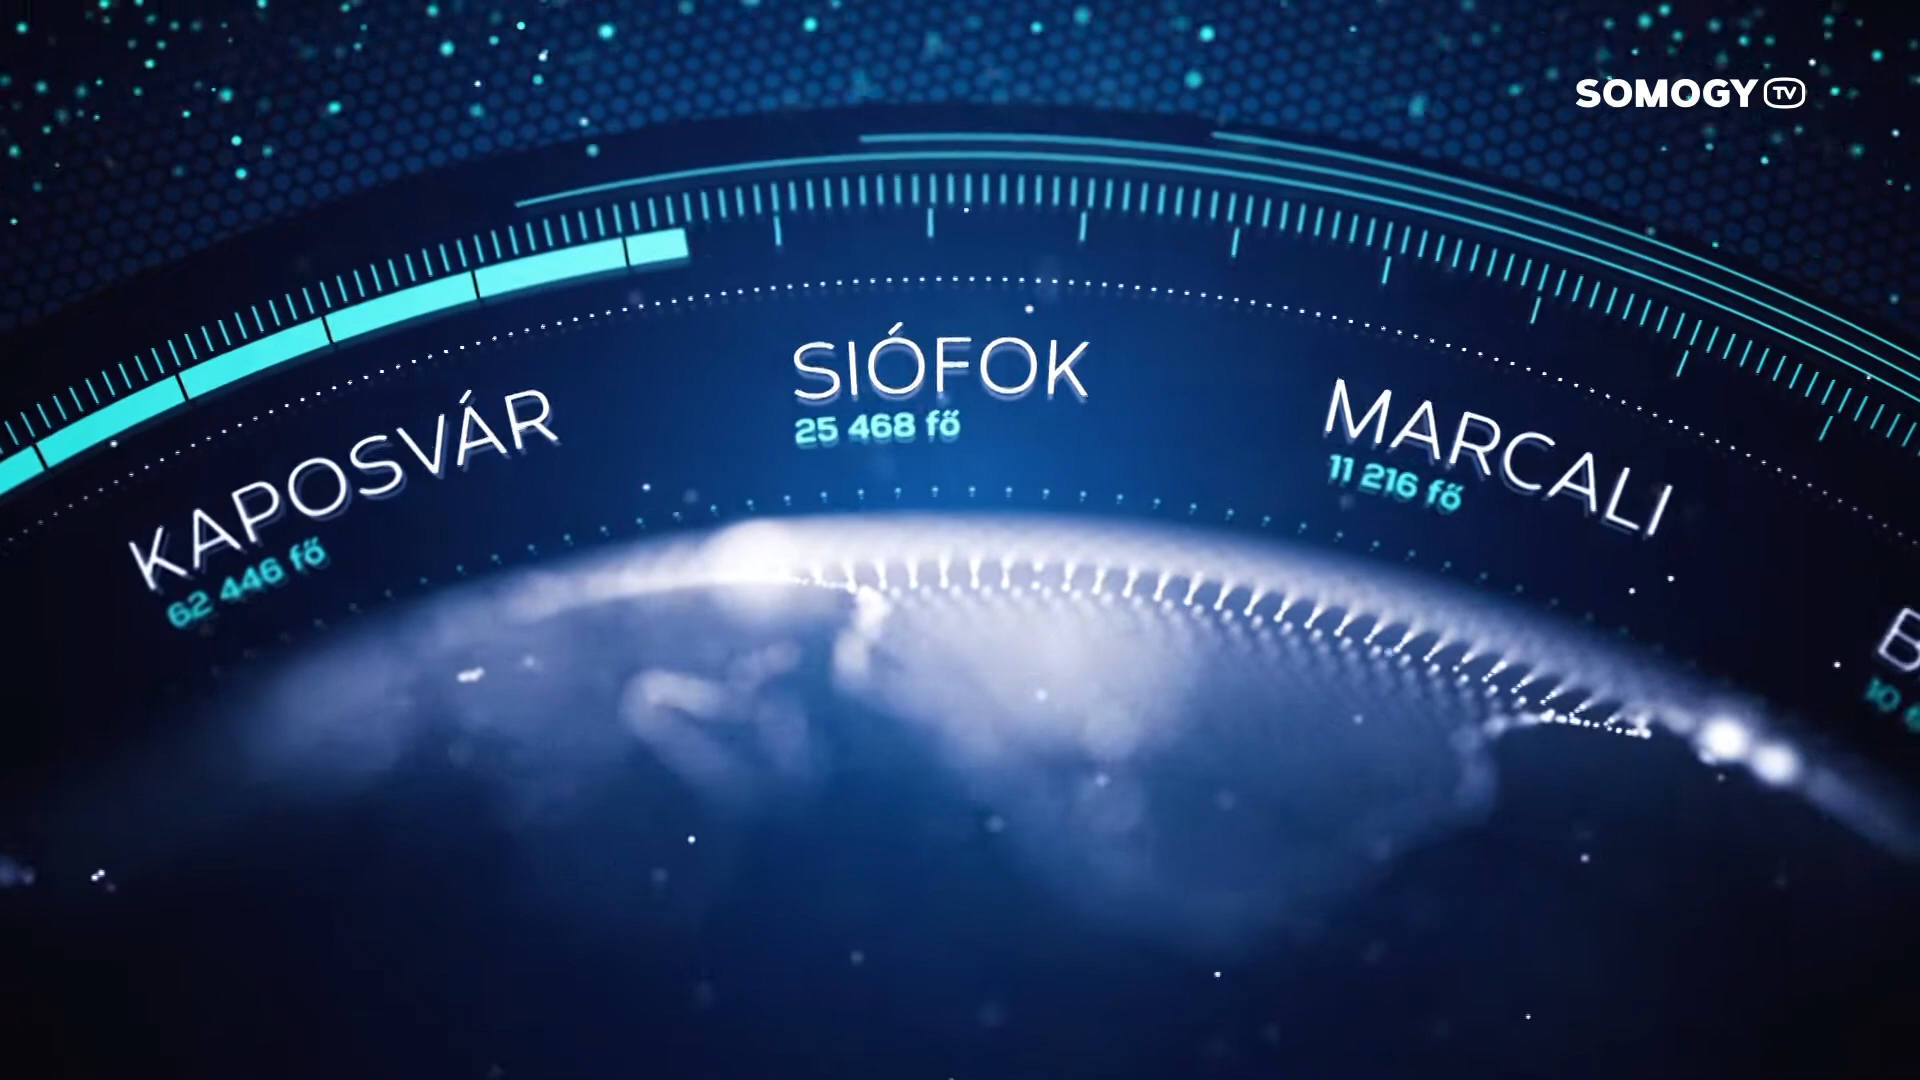 SOMOGY TV
KAPOSVÁR
62 446 fő
SIÓFOK
25 468 fő
MARCALI
11 216 fő